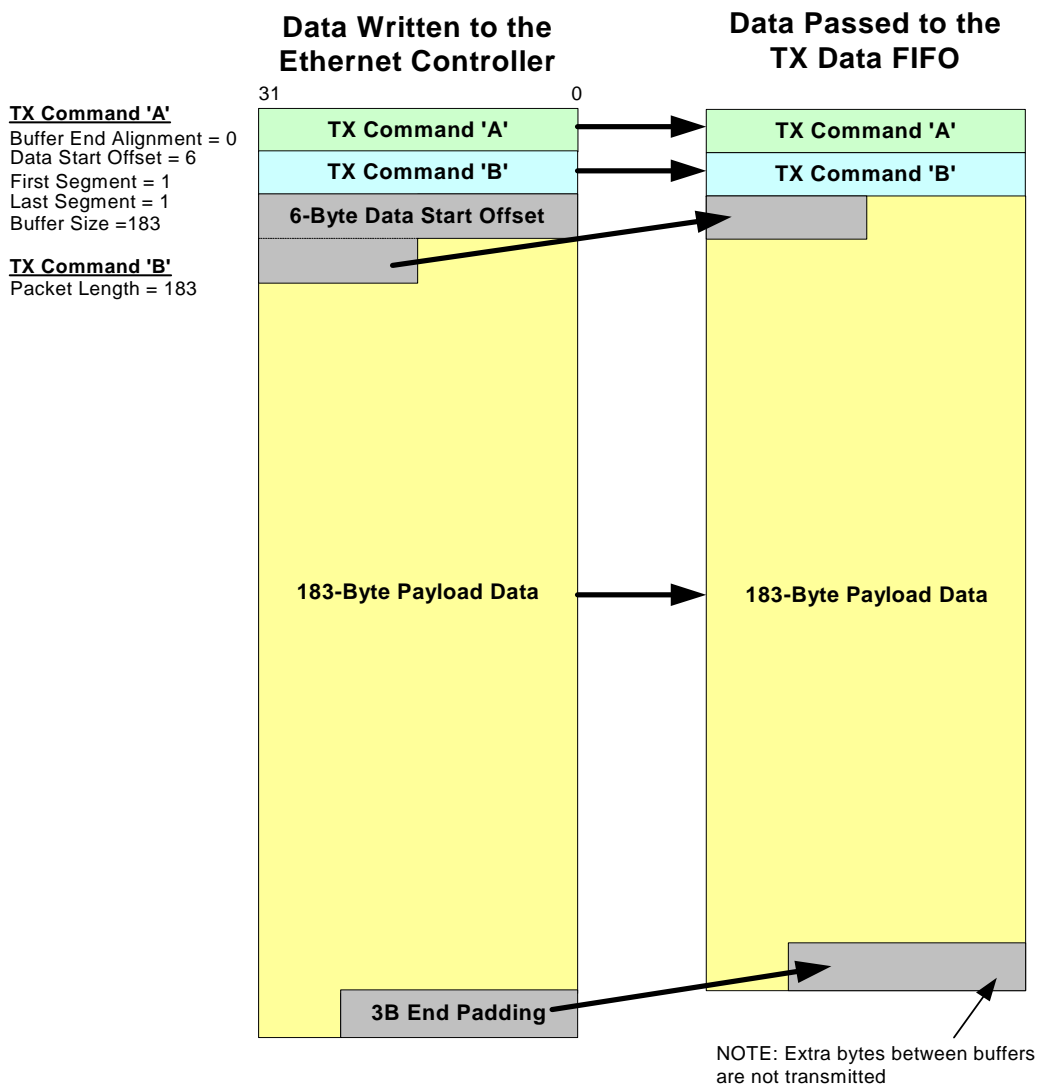 Data Written to the
Ethernet Controller
Data Passed to the
TX Data FIFO
31
0
TX Command 'A'
Buffer End Alignment = 0
Data Start Offset = 6
First Segment = 1
Last Segment = 1
Buffer Size =183
TX Command 'B'
Packet Length = 183
TX Command 'A'
TX Command 'B'
6-Byte Data Start Offset
183-Byte Payload Data
3B End Padding
TX Command 'A'
TX Command 'B'
183-Byte Payload Data
NOTE: Extra bytes between buffers
are not transmitted